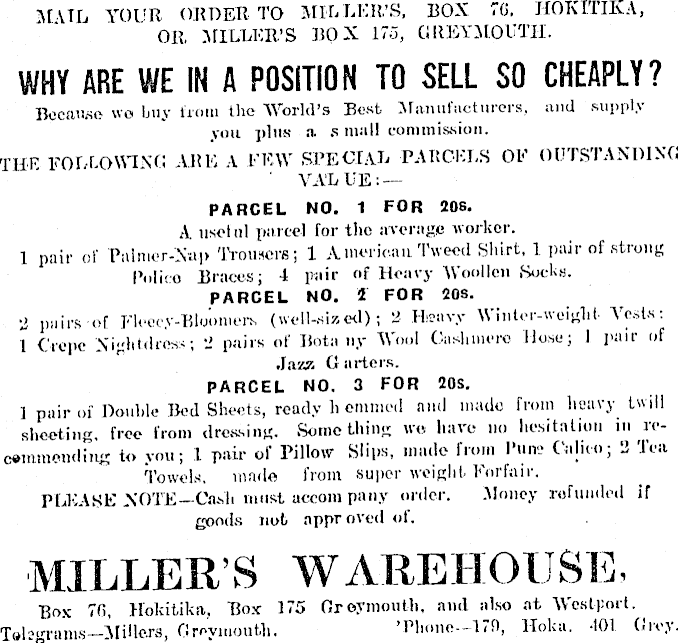 MAIL YOUR ORDER TO MILLER'S, BOX 76, HOKITIKA,
OR MILLER'S BOX 175, GREYMOUTH.
WHY ARE WE IN A POSITION TO SELL SO CHEAPLY?
Because we buy from the World's Best Manufacturers, and supply
you plus a small commission.
THE FOLLOWING ARE A FEW SPECIAL PARCELS OF OUTSTANDING
VALUE:—
PARCEL NO. 1 FOR 20s.
A useful parcel for the average worker.
1 pair of Palmer-Nap Trousers; 1 American Tweed Shirt, 1 pair of strong
Police Braces; 4 pair of Heavy Woollen Socks.
PARCEL NO. 2 FOR 20s.
2 pairs of Fleecy-Bloomers (well-sized); 2 Heavy Winter-weight Vests:
1 Crepe Nightdress; 2 pairs of Botany Wool Cashmere Hose; 1 pair of
Jazz Garters.
PARCEL NO. 3 FOR 20s.
1 pair of Double Bed Sheets, ready hemmed and made from heavy twill
sheeting, free from dressing. Something we have no hesitation in re-
commending to you; 1 pair of Pillow Slips, made from Pure Calico; 2 Tea
Towels, made from super weight Forfair.
PLEASE NOTE—Cash must accompany order. Money refunded if
goods not approved of.
MILLER'S WAREHOUSE,
Box 76, Hokitika, Box 175 Greymouth, and also at Westport.
Telegrams—Millers, Greymouth. 'Phone—179, Hoka. 401 Grey.